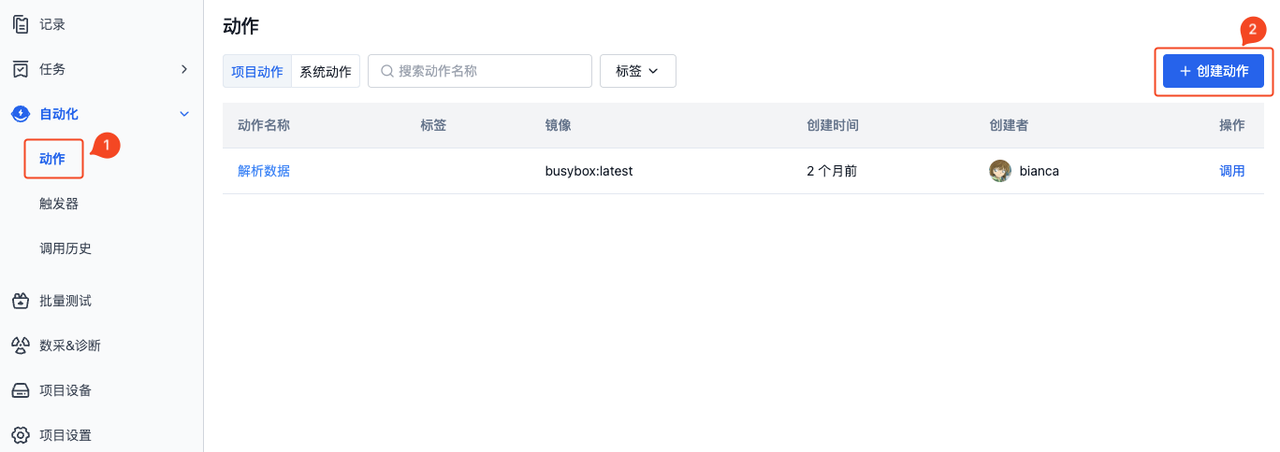 记录
任务
自动化
动作
1
触发器
调用历史
批量测试
数采&诊断
项目设备
项目设置
动作
项目动作 系统动作 搜索动作名称 标签
2
+ 创建动作
动作名称 标签 镜像 创建时间 创建者 操作
解析数据 busybox:latest 2 个月前 bianca 调用